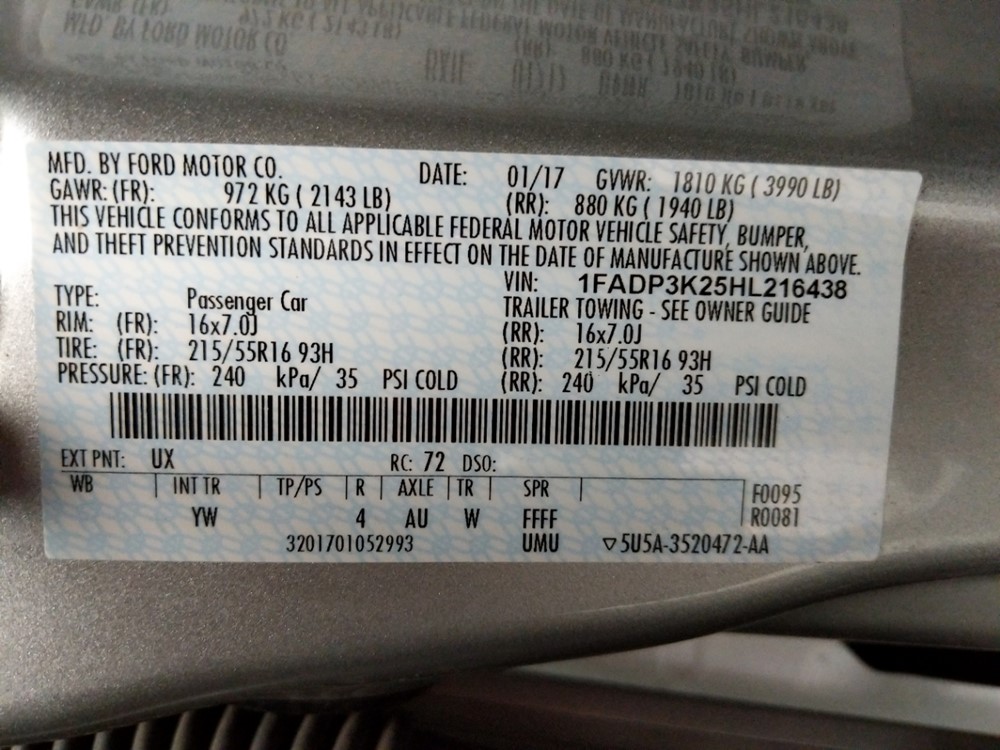 MFD. BY FORD MOTOR CO. DATE: 01/17 GVWR: 1810 KG ( 3990 LB)
GAWR: (FR): 972 KG ( 2143 LB) (RR): 880 KG ( 1940 LB)
THIS VEHICLE CONFORMS TO ALL APPLICABLE FEDERAL MOTOR VEHICLE SAFETY, BUMPER,
AND THEFT PREVENTION STANDARDS IN EFFECT ON THE DATE OF MANUFACTURE SHOWN ABOVE.
VIN: 1FADP3K25HL216438
TYPE: Passenger Car TRAILER TOWING - SEE OWNER GUIDE
RIM: (FR): 16x7.0J (RR): 16x7.0J
TIRE: (FR): 215/55R16 93H (RR): 215/55R16 93H
PRESSURE: (FR): 240 kPa/ 35 PSI COLD (RR): 240 kPa/ 35 PSI COLD
EXT PNT: UX RC: 72 DSO:
WB | INT TR | TP/PS | R | AXLE | TR | SPR | F0095
YW 4 AU W FFFF R0081
3201701052993 UMU ▽5U5A-3520472-AA